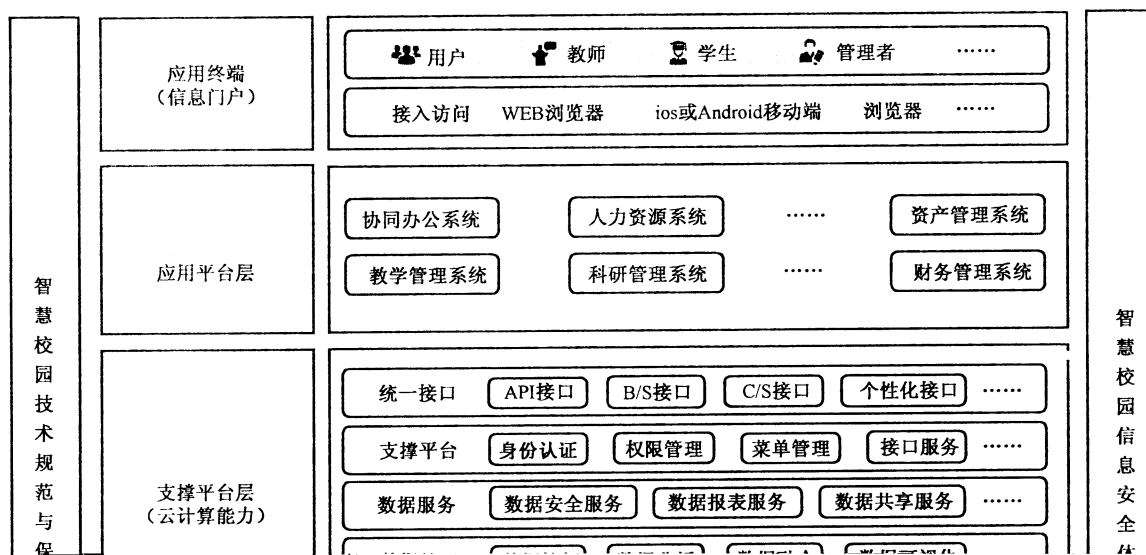 智慧校园技术规范与保
应用终端
（信息门户）
用户 教师 学生 管理者 ······
接入访问 WEB浏览器 ios或Android移动端 浏览器 ······
应用平台层
协同办公系统 人力资源系统 ······ 资产管理系统
教学管理系统 科研管理系统 ······ 财务管理系统
支撑平台层
（云计算能力）
统一接口 API接口 B/S接口 C/S接口 个性化接口 ······
支撑平台 身份认证 权限管理 菜单管理 接口服务 ······
数据服务 数据安全服务 数据报表服务 数据共享服务 ······
智慧校园信息安全